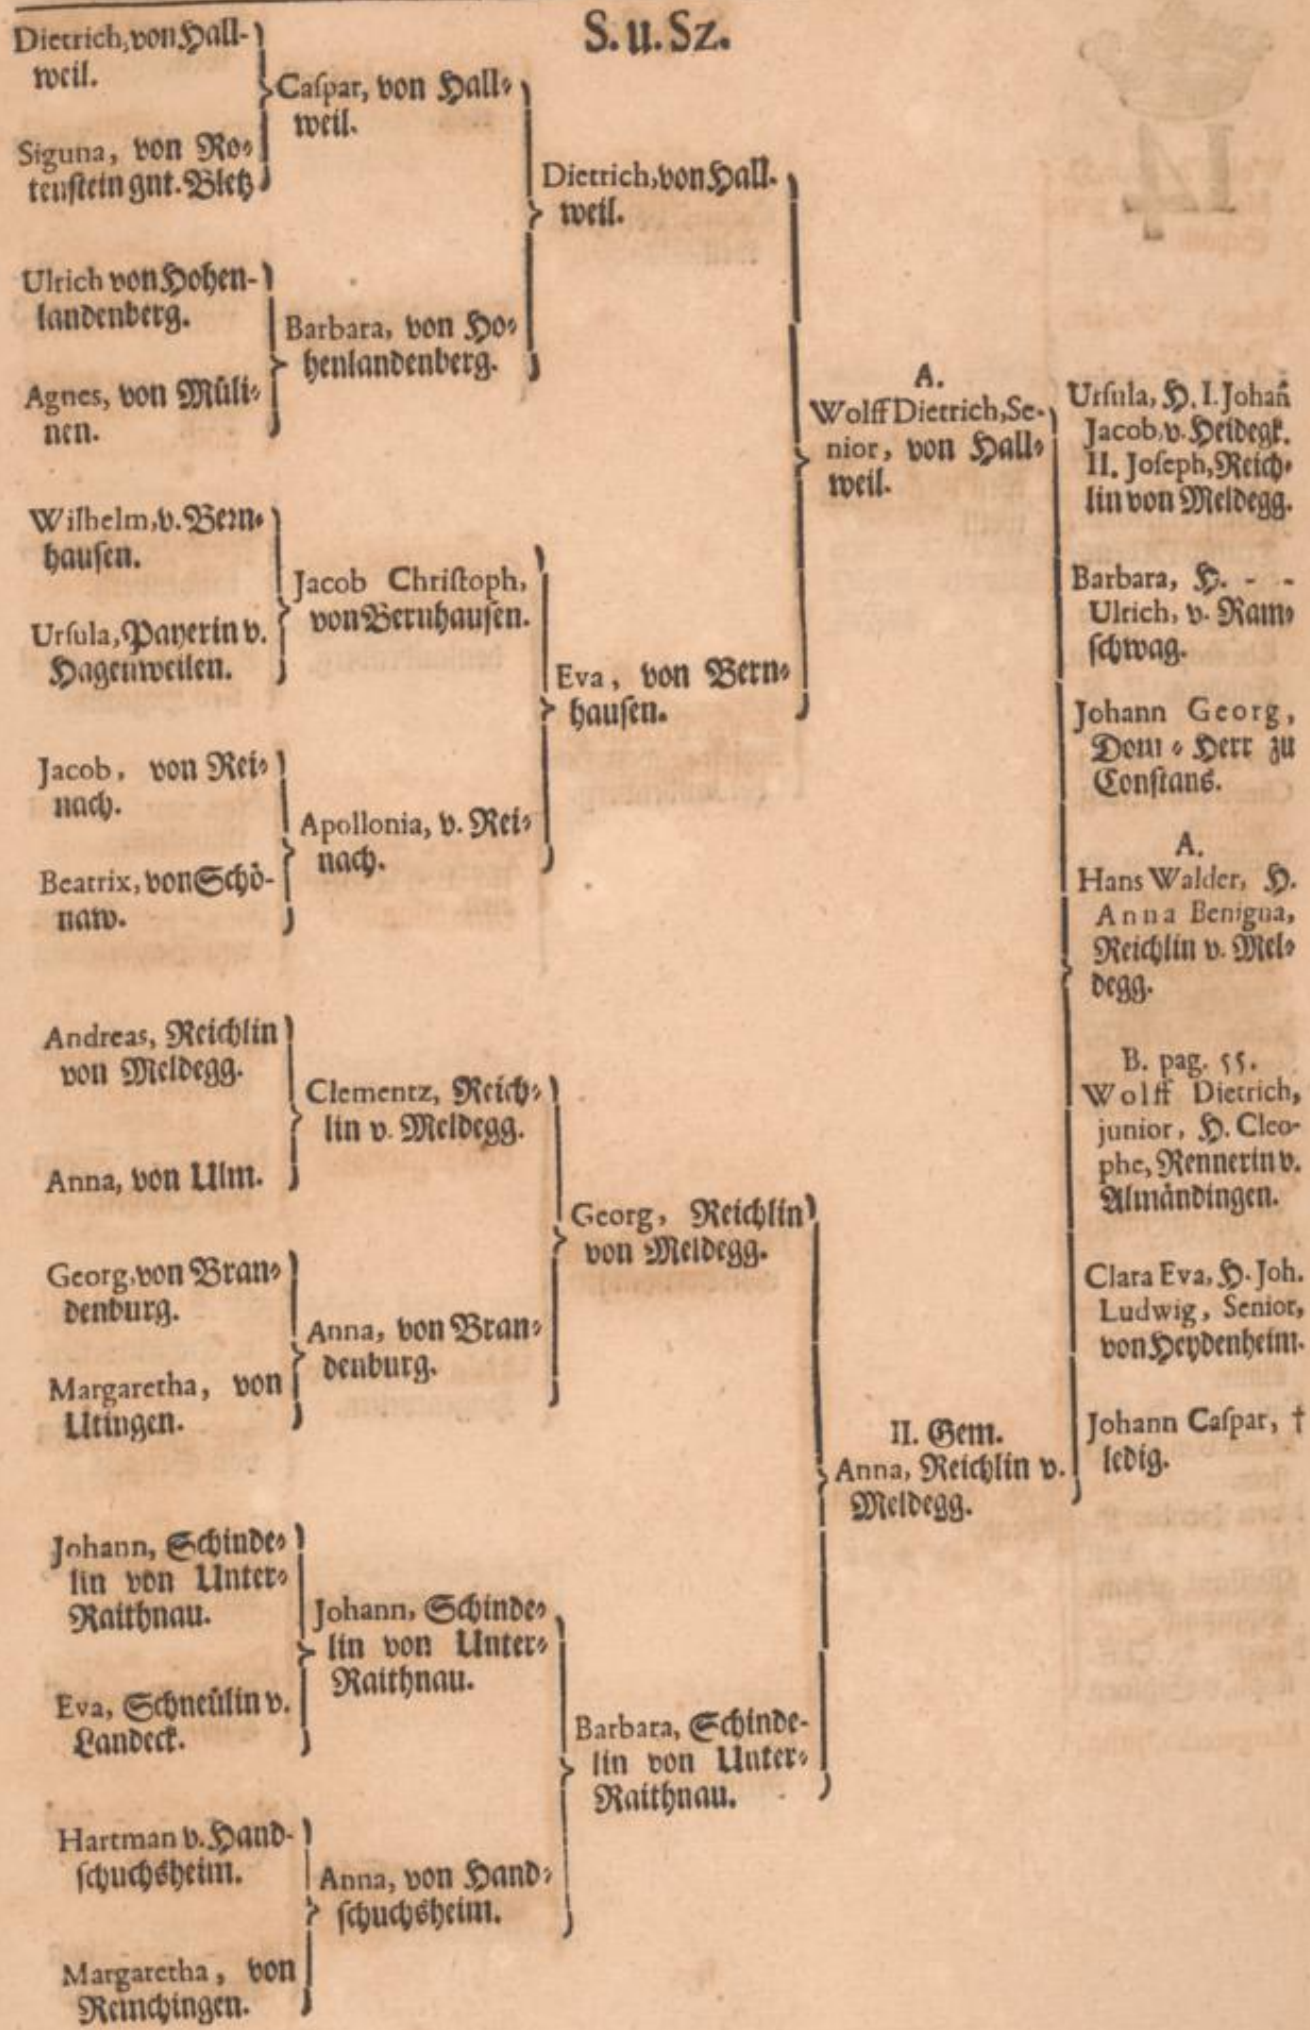 S. u. Sz.
Dietrich, von Hall-
weil.
Siguna, von Ro-
tenstein gnt. Bletz
Ulrich von Hohen-
landenberg.
Agnes, von Müli-
nen.
Wilhelm, v. Bern-
hausen.
Ursula, Payerin v.
Hagenweilen.
Jacob, von Rei-
nach.
Beatrix, von Schö-
naw.
Andreas, Reichlin
von Meldegg.
Anna, von Ulm.
Georg, von Bran-
denburg.
Margaretha, von
Utingen.
Johann, Schinde-
lin von Unter-
Raithnau.
Eva, Schneülin v.
Landeck.
Hartman v. Hand-
schuchsheim.
Margaretha, von
Remchingen.
Caspar, von Hall-
weil.
Barbara, von Ho-
henlandenberg.
Jacob Christoph,
von Bernhausen.
Apollonia, v. Rei-
nach.
Clementz, Reich-
lin v. Meldegg.
Anna, von Bran-
denburg.
Johann, Schinde-
lin von Unter-
Raithnau.
Anna, von Hand-
schuchsheim.
Dietrich, von Hall-
weil.
Eva, von Bern-
hausen.
Georg, Reichlin
von Meldegg.
Barbara, Schinde-
lin von Unter-
Raithnau.
A.
Wolff Dietrich, Se-
nior, von Hall-
weil.
II. Gem.
Anna, Reichlin v.
Meldegg.
Ursula, H. I. Johañ
Jacob, v. Heidegk.
II. Joseph, Reich-
lin von Meldegg.
Barbara, H. - -
Ulrich, v. Ram-
schwag.
Johann Georg,
Dom-Herr zu
Constans.
A.
Hans Walder, H.
Anna Benigna,
Reichlin v. Mel-
degg.
B. pag. 55.
Wolff Dietrich,
junior, H. Cleo-
phe, Rennerin v.
Almändingen.
Clara Eva, H. Joh.
Ludwig, Senior,
von Heydenheim.
Johann Caspar, †
ledig.